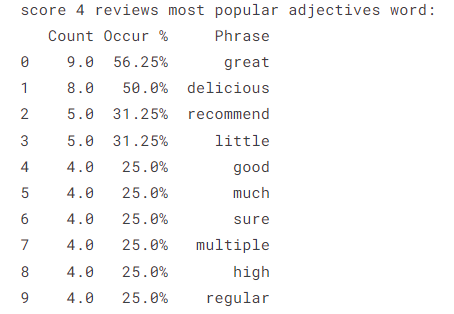 score 4 reviews most popular adjectives word:
Count Occur % Phrase
0 9.0 56.25% great
1 8.0 50.0% delicious
2 5.0 31.25% recommend
3 5.0 31.25% little
4 4.0 25.0% good
5 4.0 25.0% much
6 4.0 25.0% sure
7 4.0 25.0% multiple
8 4.0 25.0% high
9 4.0 25.0% regular